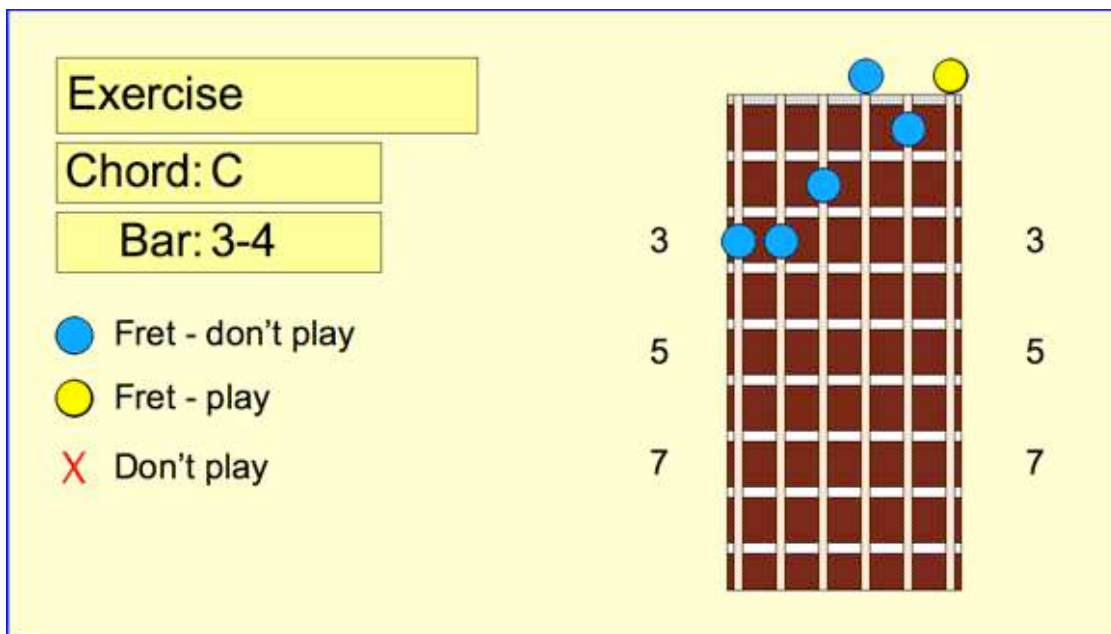 Exercise
Chord: C
Bar: 3-4
Fret - don’t play
Fret - play
X Don’t play
3 3
5 5
7 7